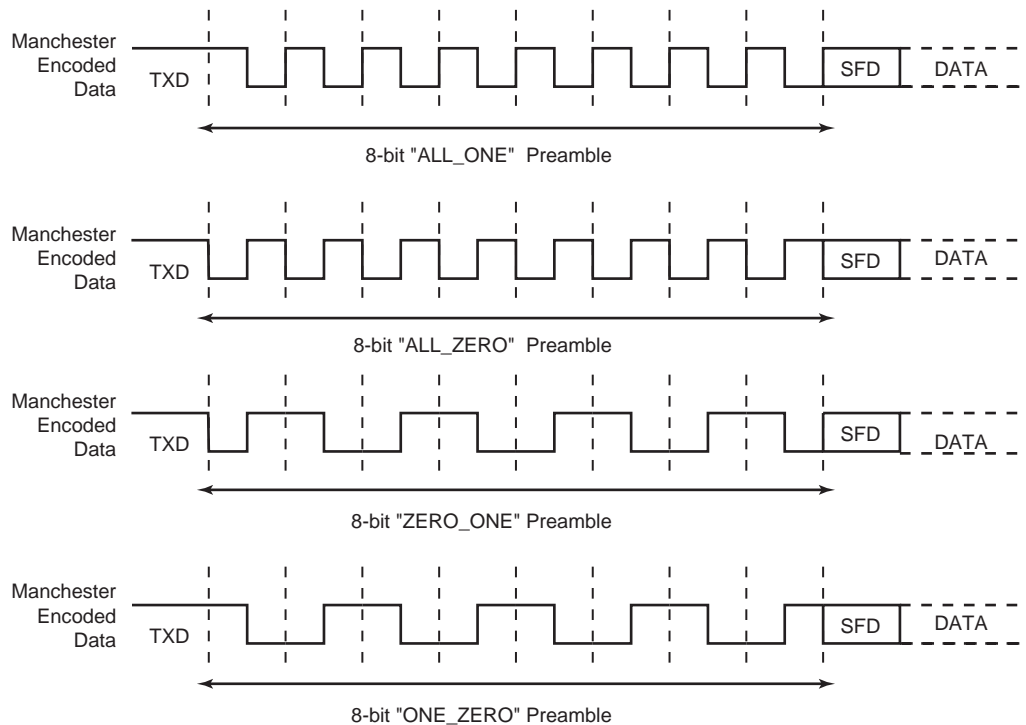 Manchester
Encoded
Data
TXD
SFD
DATA
8-bit "ALL_ONE" Preamble
Manchester
Encoded
Data
TXD
SFD
DATA
8-bit "ALL_ZERO" Preamble
Manchester
Encoded
Data
TXD
SFD
DATA
8-bit "ZERO_ONE" Preamble
Manchester
Encoded
Data
TXD
SFD
DATA
8-bit "ONE_ZERO" Preamble